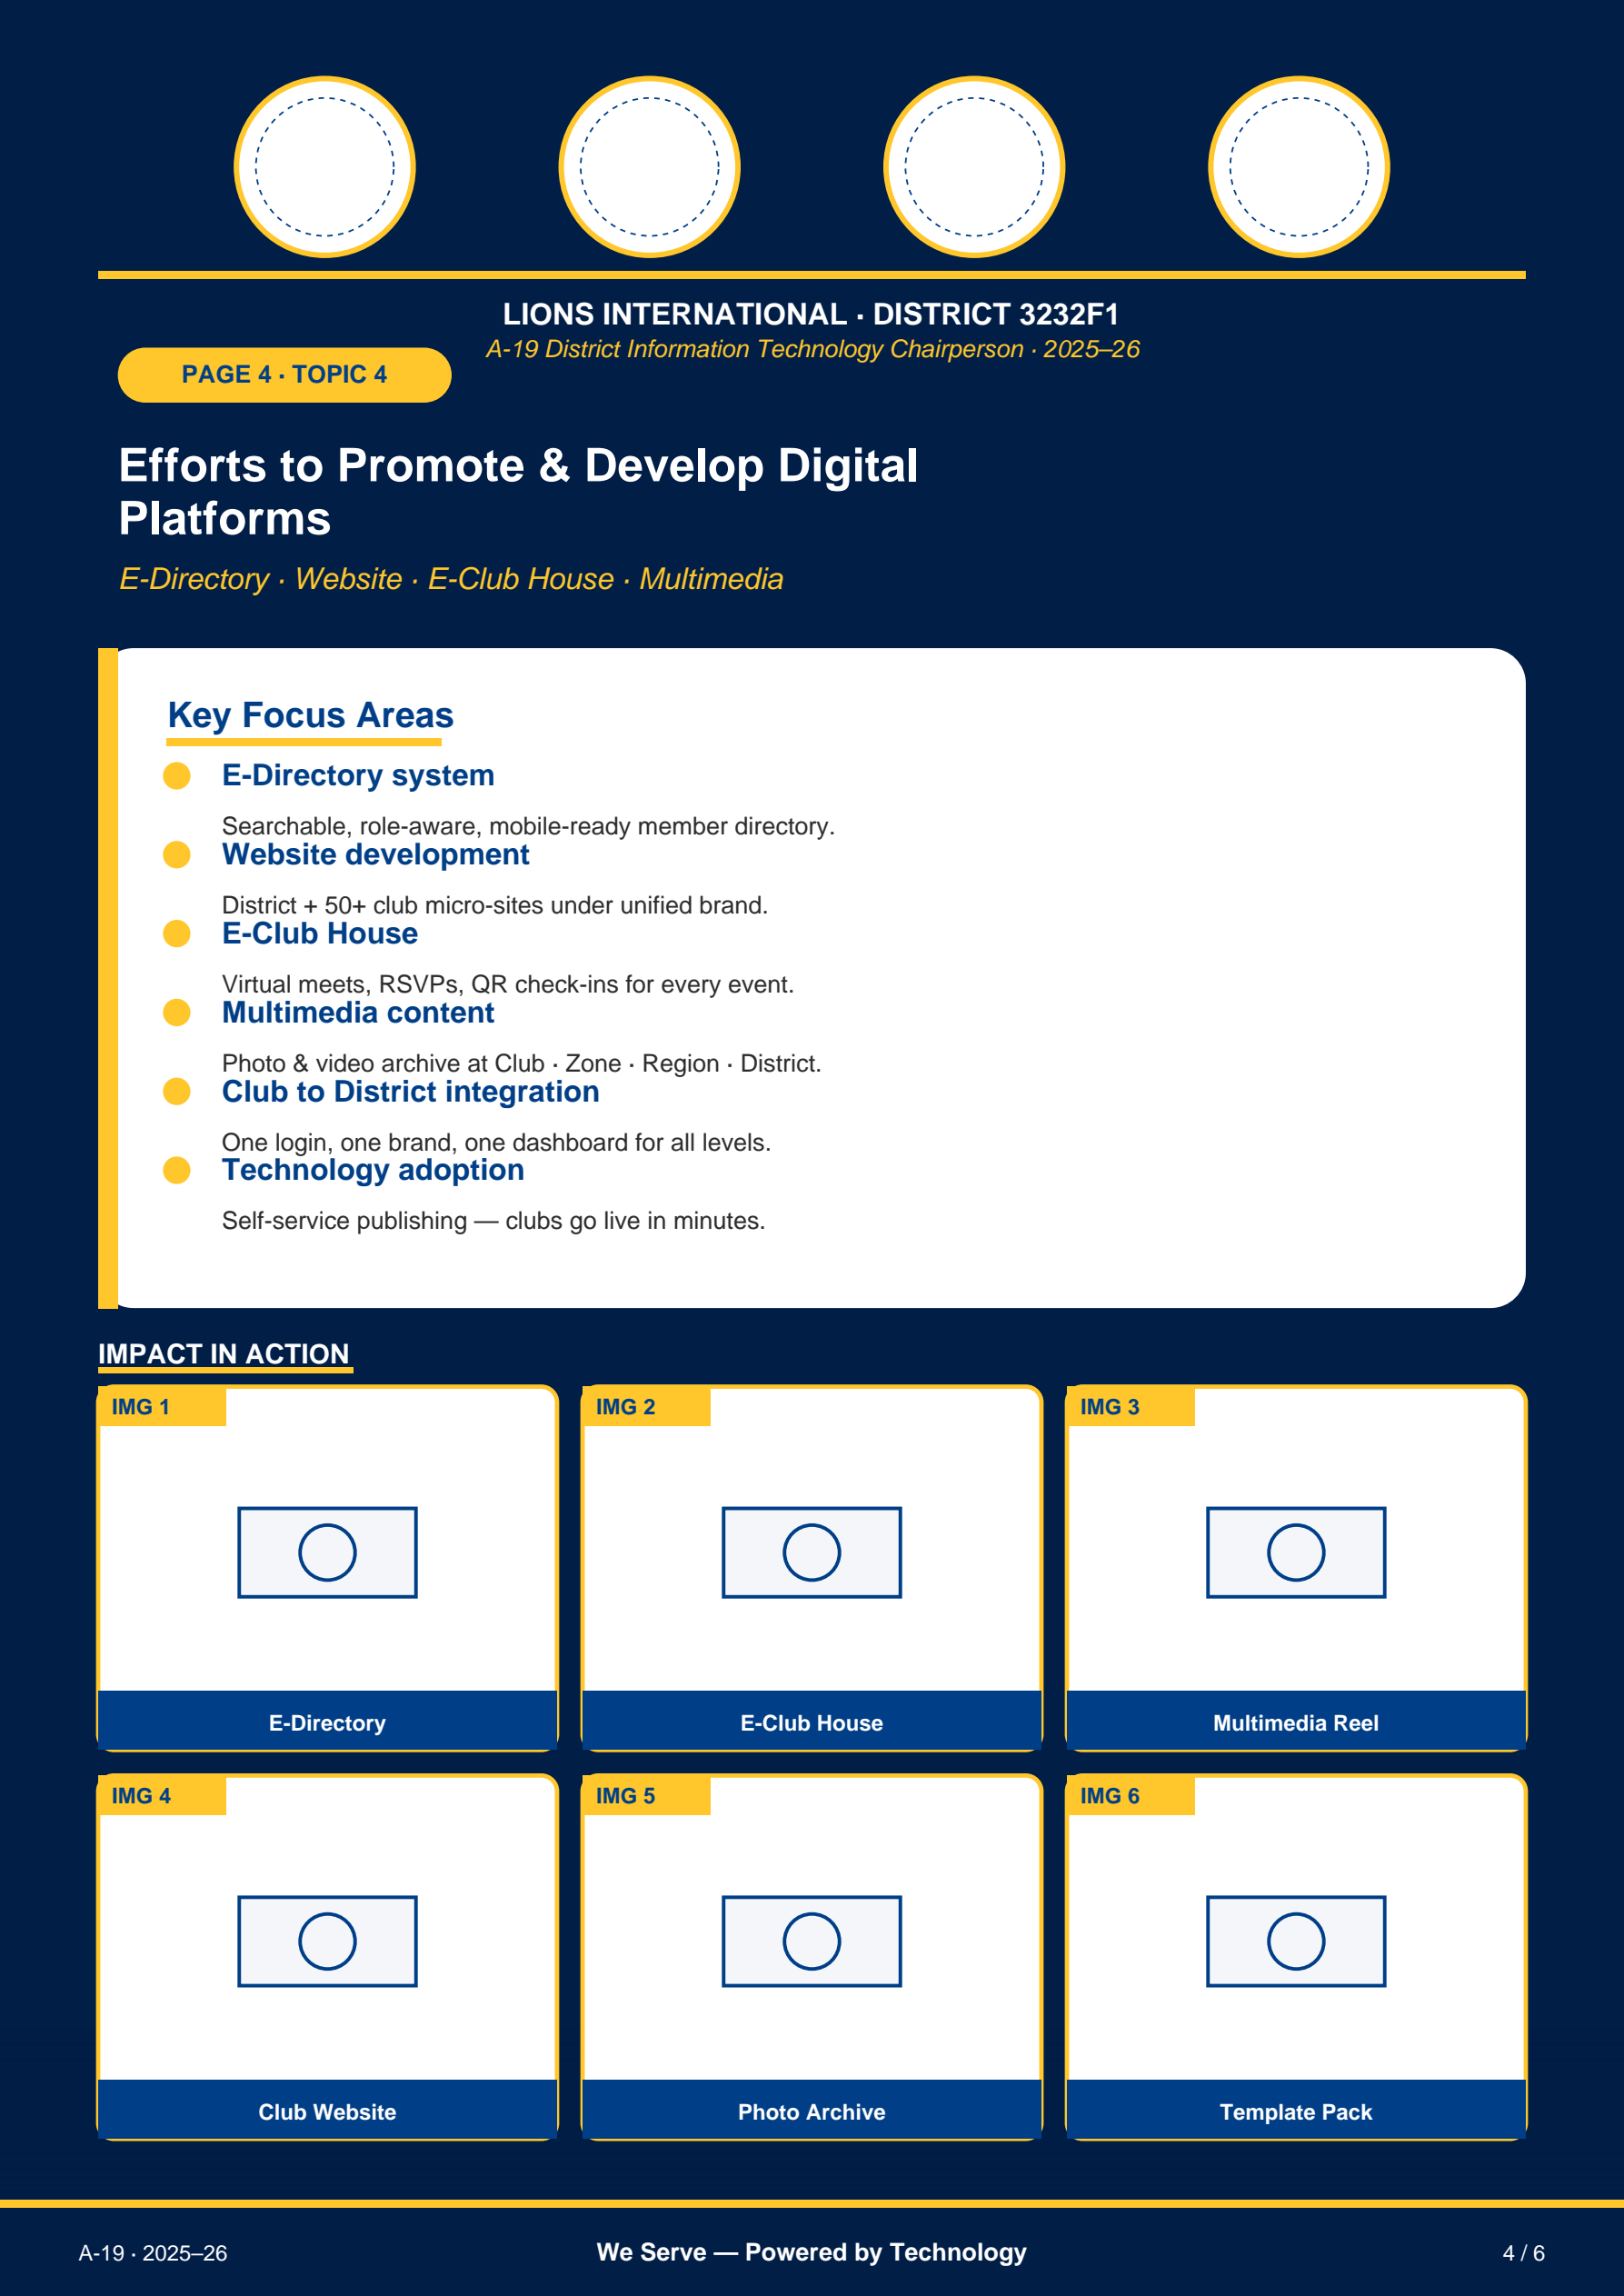 LIONS INTERNATIONAL · DISTRICT 3232F1
A-19 District Information Technology Chairperson · 2025–26
PAGE 4 · TOPIC 4
Efforts to Promote & Develop Digital
Platforms
E-Directory · Website · E-Club House · Multimedia
Key Focus Areas
E-Directory system
Searchable, role-aware, mobile-ready member directory.
Website development
District + 50+ club micro-sites under unified brand.
E-Club House
Virtual meets, RSVPs, QR check-ins for every event.
Multimedia content
Photo & video archive at Club · Zone · Region · District.
Club to District integration
One login, one brand, one dashboard for all levels.
Technology adoption
Self-service publishing — clubs go live in minutes.
IMPACT IN ACTION
IMG 1
IMG 2
IMG 3
E-Directory
E-Club House
Multimedia Reel
IMG 4
IMG 5
IMG 6
Club Website
Photo Archive
Template Pack
A-19 · 2025–26
We Serve — Powered by Technology
4 / 6